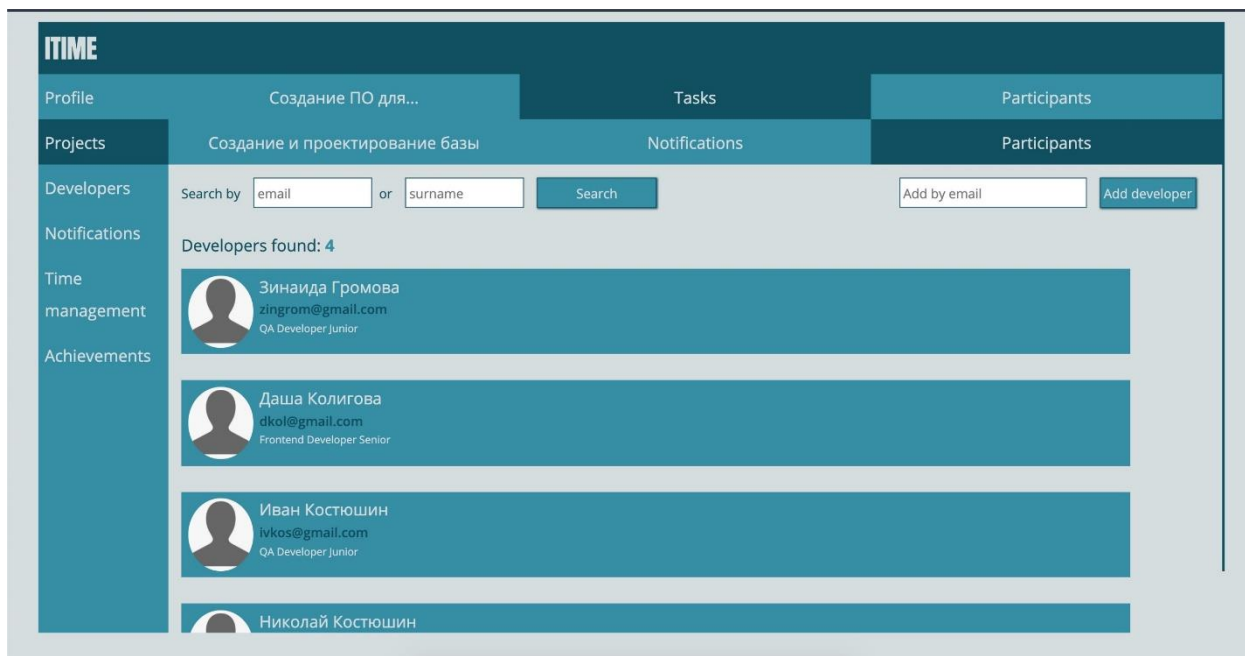 ITIME
Profile
Создание ПО для...
Tasks
Participants
Projects
Создание и проектирование базы
Notifications
Participants
Developers
Notifications
Time
management
Achievements
Search by email or surname Search
Add by email Add developer
Developers found: 4
Зинаида Громова
zingrom@gmail.com
QA Developer Junior
Даша Колигова
dkol@gmail.com
Frontend Developer Senior
Иван Костюшин
ivkos@gmail.com
QA Developer Junior
Николай Костюшин